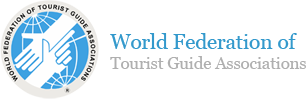 WORLD FEDERATION OF TOURIST GUIDE ASSOCIATIONS
®
World Federation of
Tourist Guide Associations